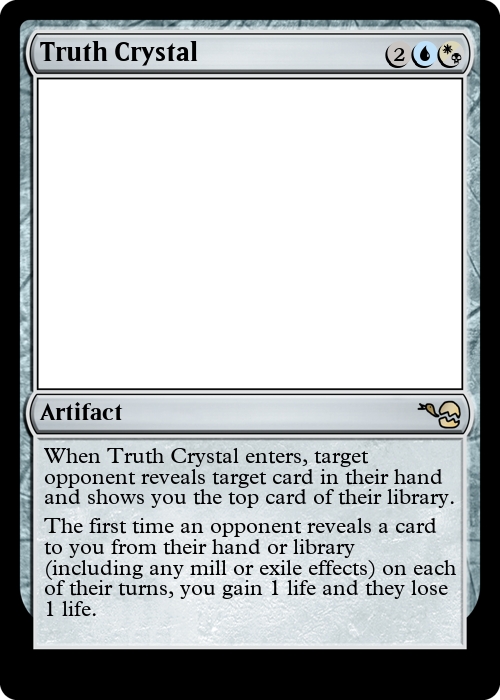 Truth Crystal 2
Artifact
When Truth Crystal enters, target
opponent reveals target card in their hand
and shows you the top card of their library.
The first time an opponent reveals a card
to you from their hand or library
(including any mill or exile effects) on each
of their turns, you gain 1 life and they lose
1 life.